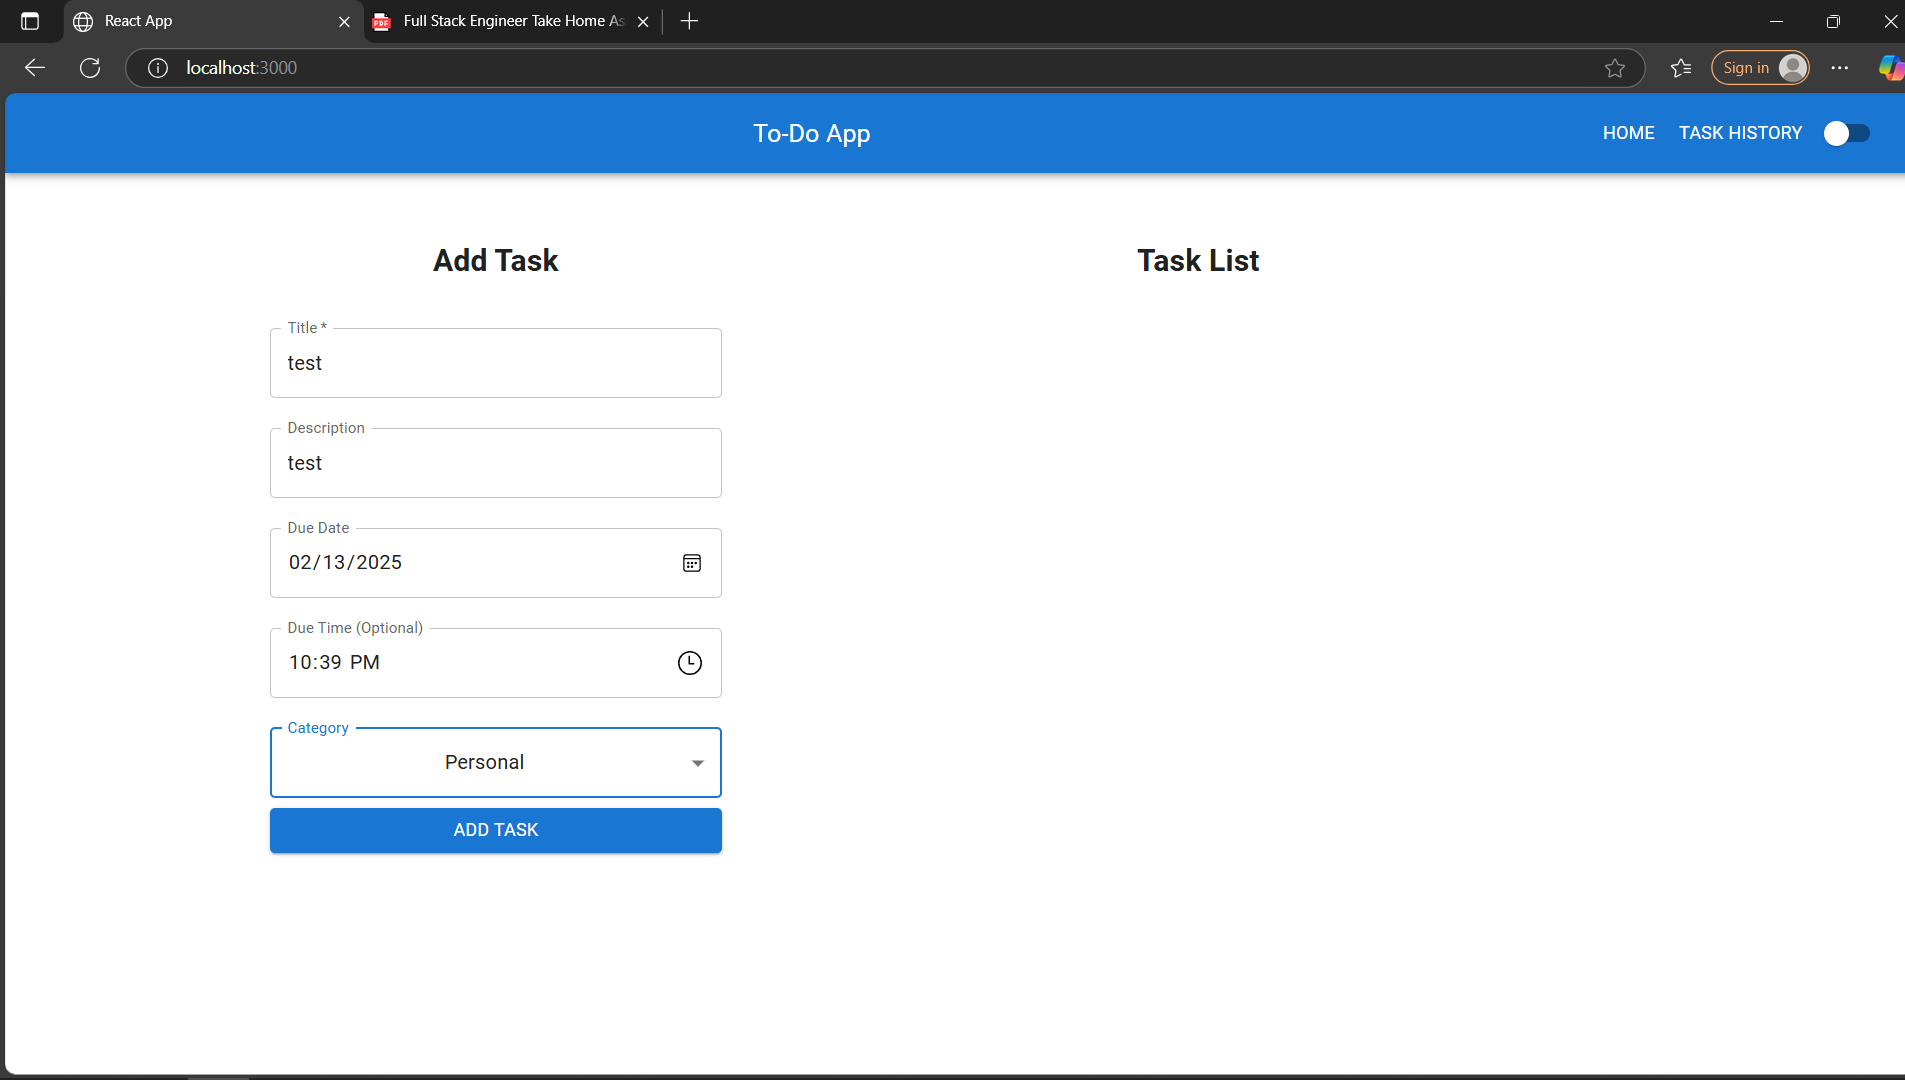 React App
Full Stack Engineer Take Home As
localhost:3000
Sign in
To-Do App
HOME
TASK HISTORY
Add Task
Task List
Title *
test
Description
test
Due Date
02/13/2025
Due Time (Optional)
10:39 PM
Category
Personal
ADD TASK